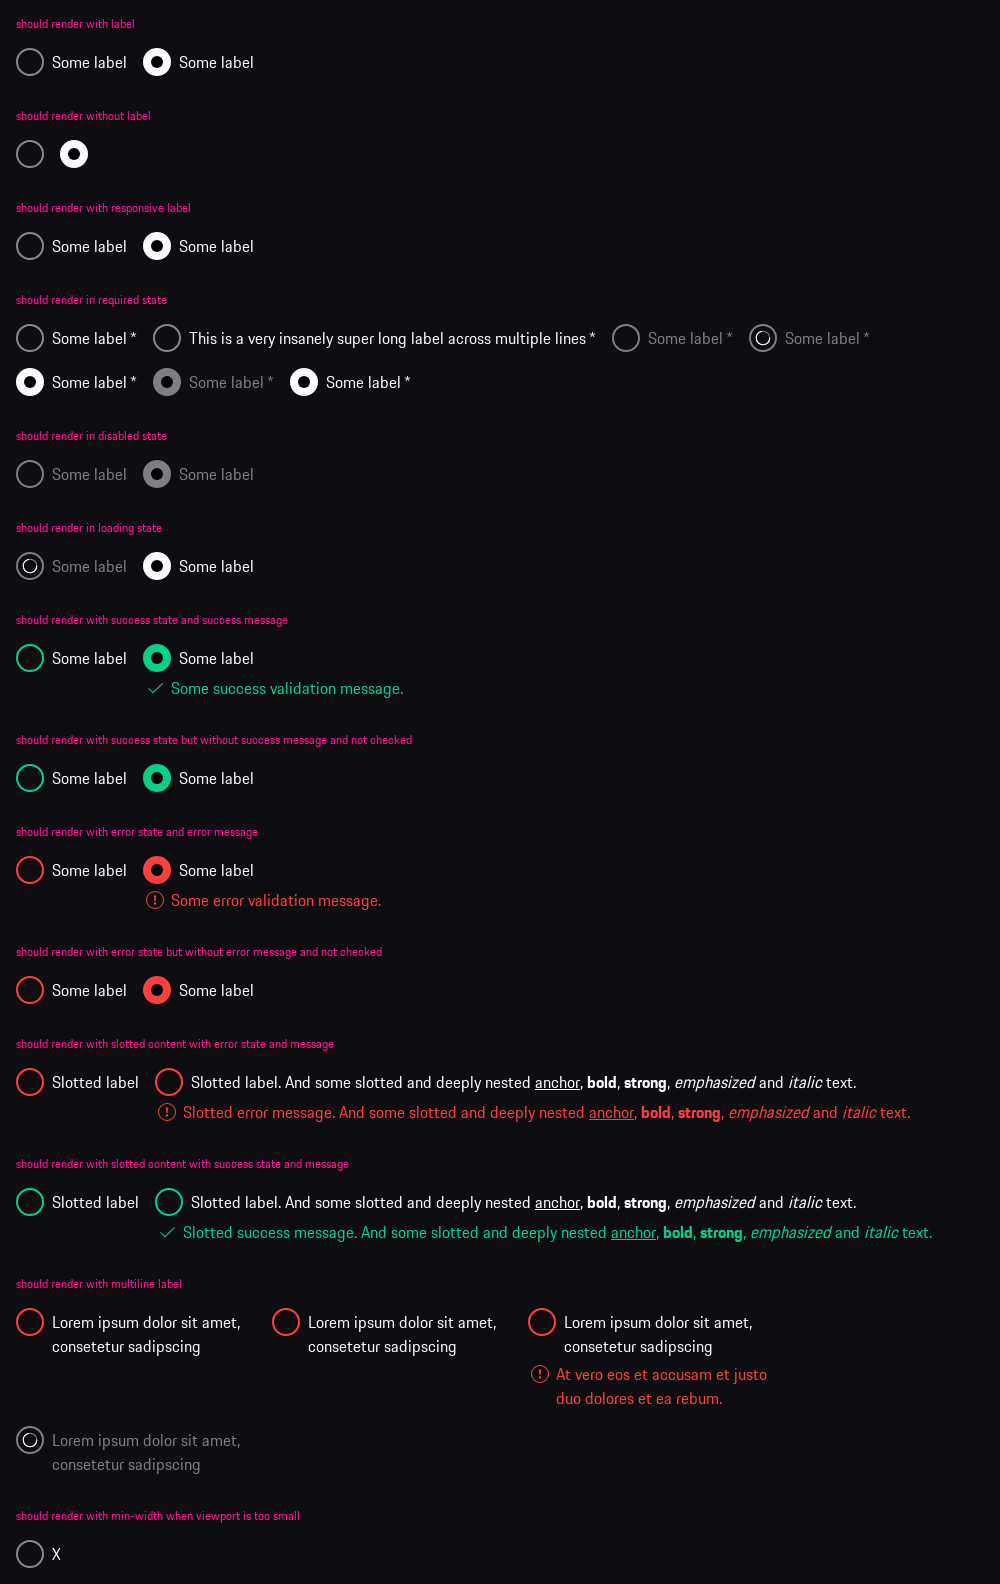 should render with label
Some label Some label
should render without label
should render with responsive label
Some label Some label
should render in required state
Some label * This is a very insanely super long label across multiple lines * Some label * Some label *
Some label * Some label * Some label *
should render in disabled state
Some label Some label
should render in loading state
Some label Some label
should render with success state and success message
Some label Some label
Some success validation message.
should render with success state but without success message and not checked
Some label Some label
should render with error state and error message
Some label Some label
Some error validation message.
should render with error state but without error message and not checked
Some label Some label
should render with slotted content with error state and message
Slotted label Slotted label. And some slotted and deeply nested anchor, bold, strong, emphasized and italic text.
Slotted error message. And some slotted and deeply nested anchor, bold, strong, emphasized and italic text.
should render with slotted content with success state and message
Slotted label Slotted label. And some slotted and deeply nested anchor, bold, strong, emphasized and italic text.
Slotted success message. And some slotted and deeply nested anchor, bold, strong, emphasized and italic text.
should render with multiline label
Lorem ipsum dolor sit amet, Lorem ipsum dolor sit amet, Lorem ipsum dolor sit amet,
consetetur sadipscing consetetur sadipscing consetetur sadipscing
At vero eos et accusam et justo
duo dolores et ea rebum.
Lorem ipsum dolor sit amet,
consetetur sadipscing
should render with min-width when viewport is too small
X